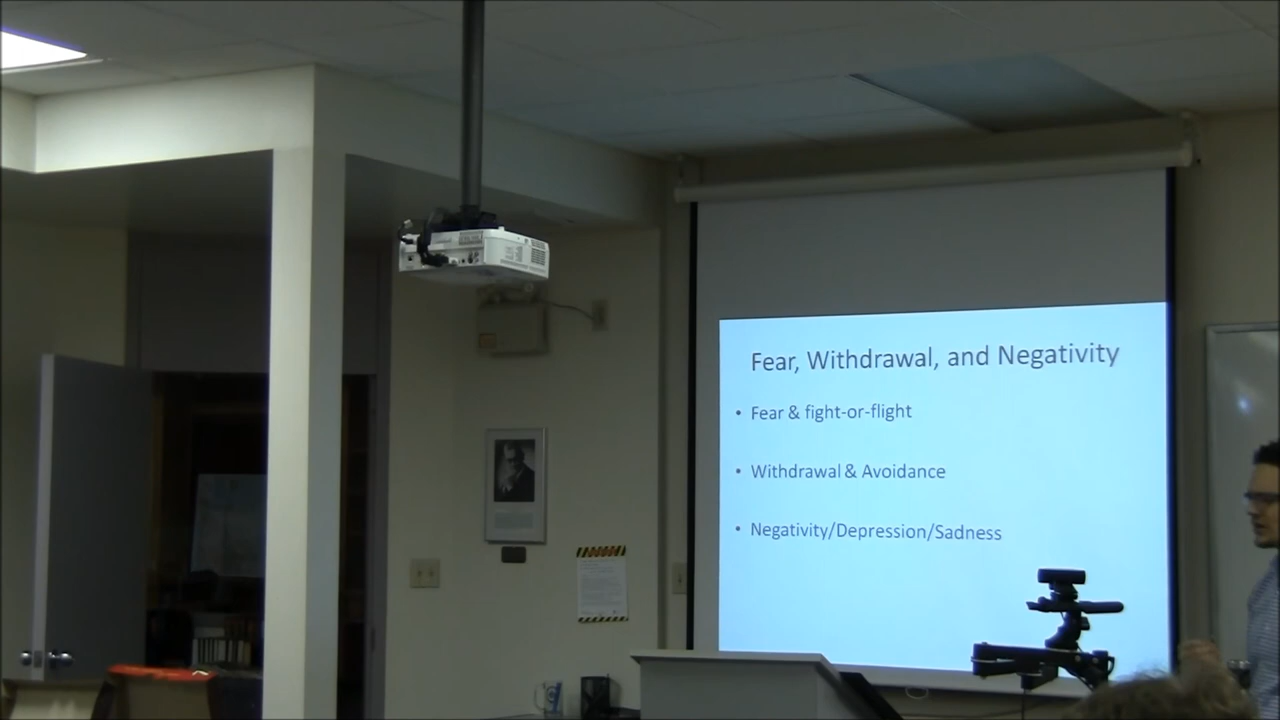 Fear, Withdrawal, and Negativity
• Fear & fight-or-flight
• Withdrawal & Avoidance
• Negativity/Depression/Sadness